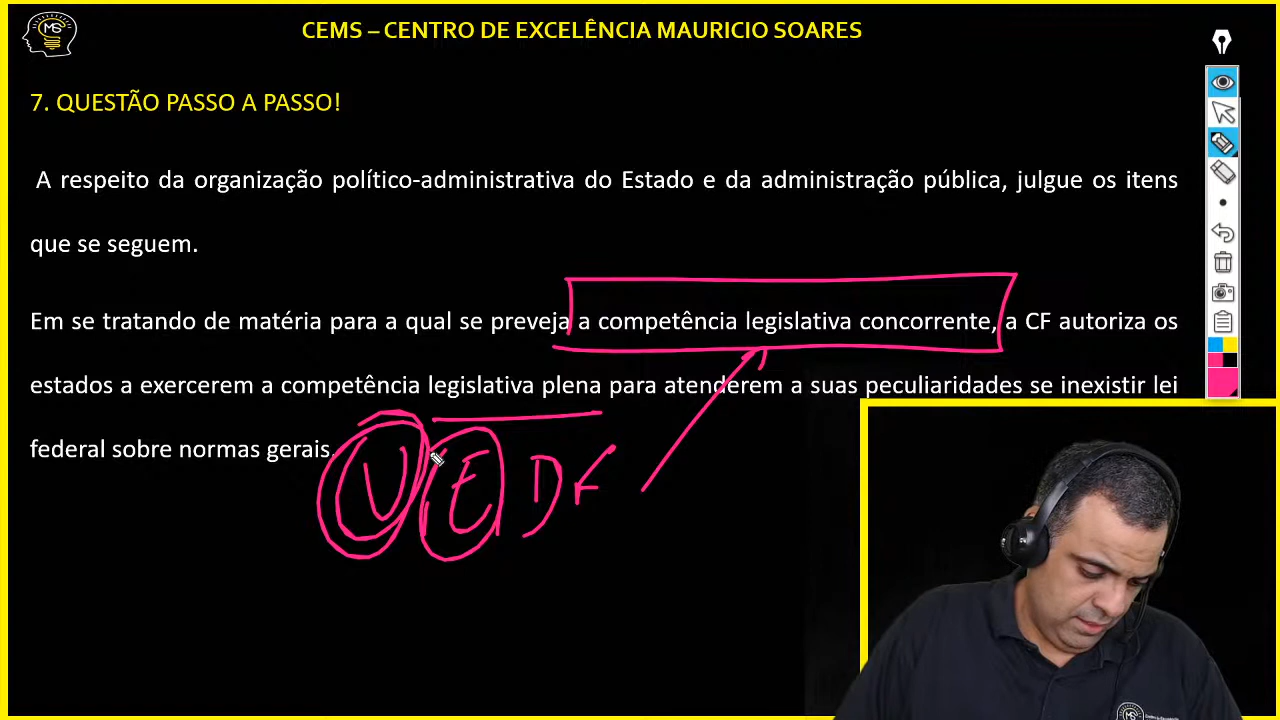 CEMS – CENTRO DE EXCELÊNCIA MAURICIO SOARES
MS
7. QUESTÃO PASSO A PASSO!
A respeito da organização político-administrativa do Estado e da administração pública, julgue os itens
que se seguem.
Em se tratando de matéria para a qual se preveja a competência legislativa concorrente, a CF autoriza os
estados a exercerem a competência legislativa plena para atenderem a suas peculiaridades se inexistir lei
federal sobre normas gerais.
U E DF
MS